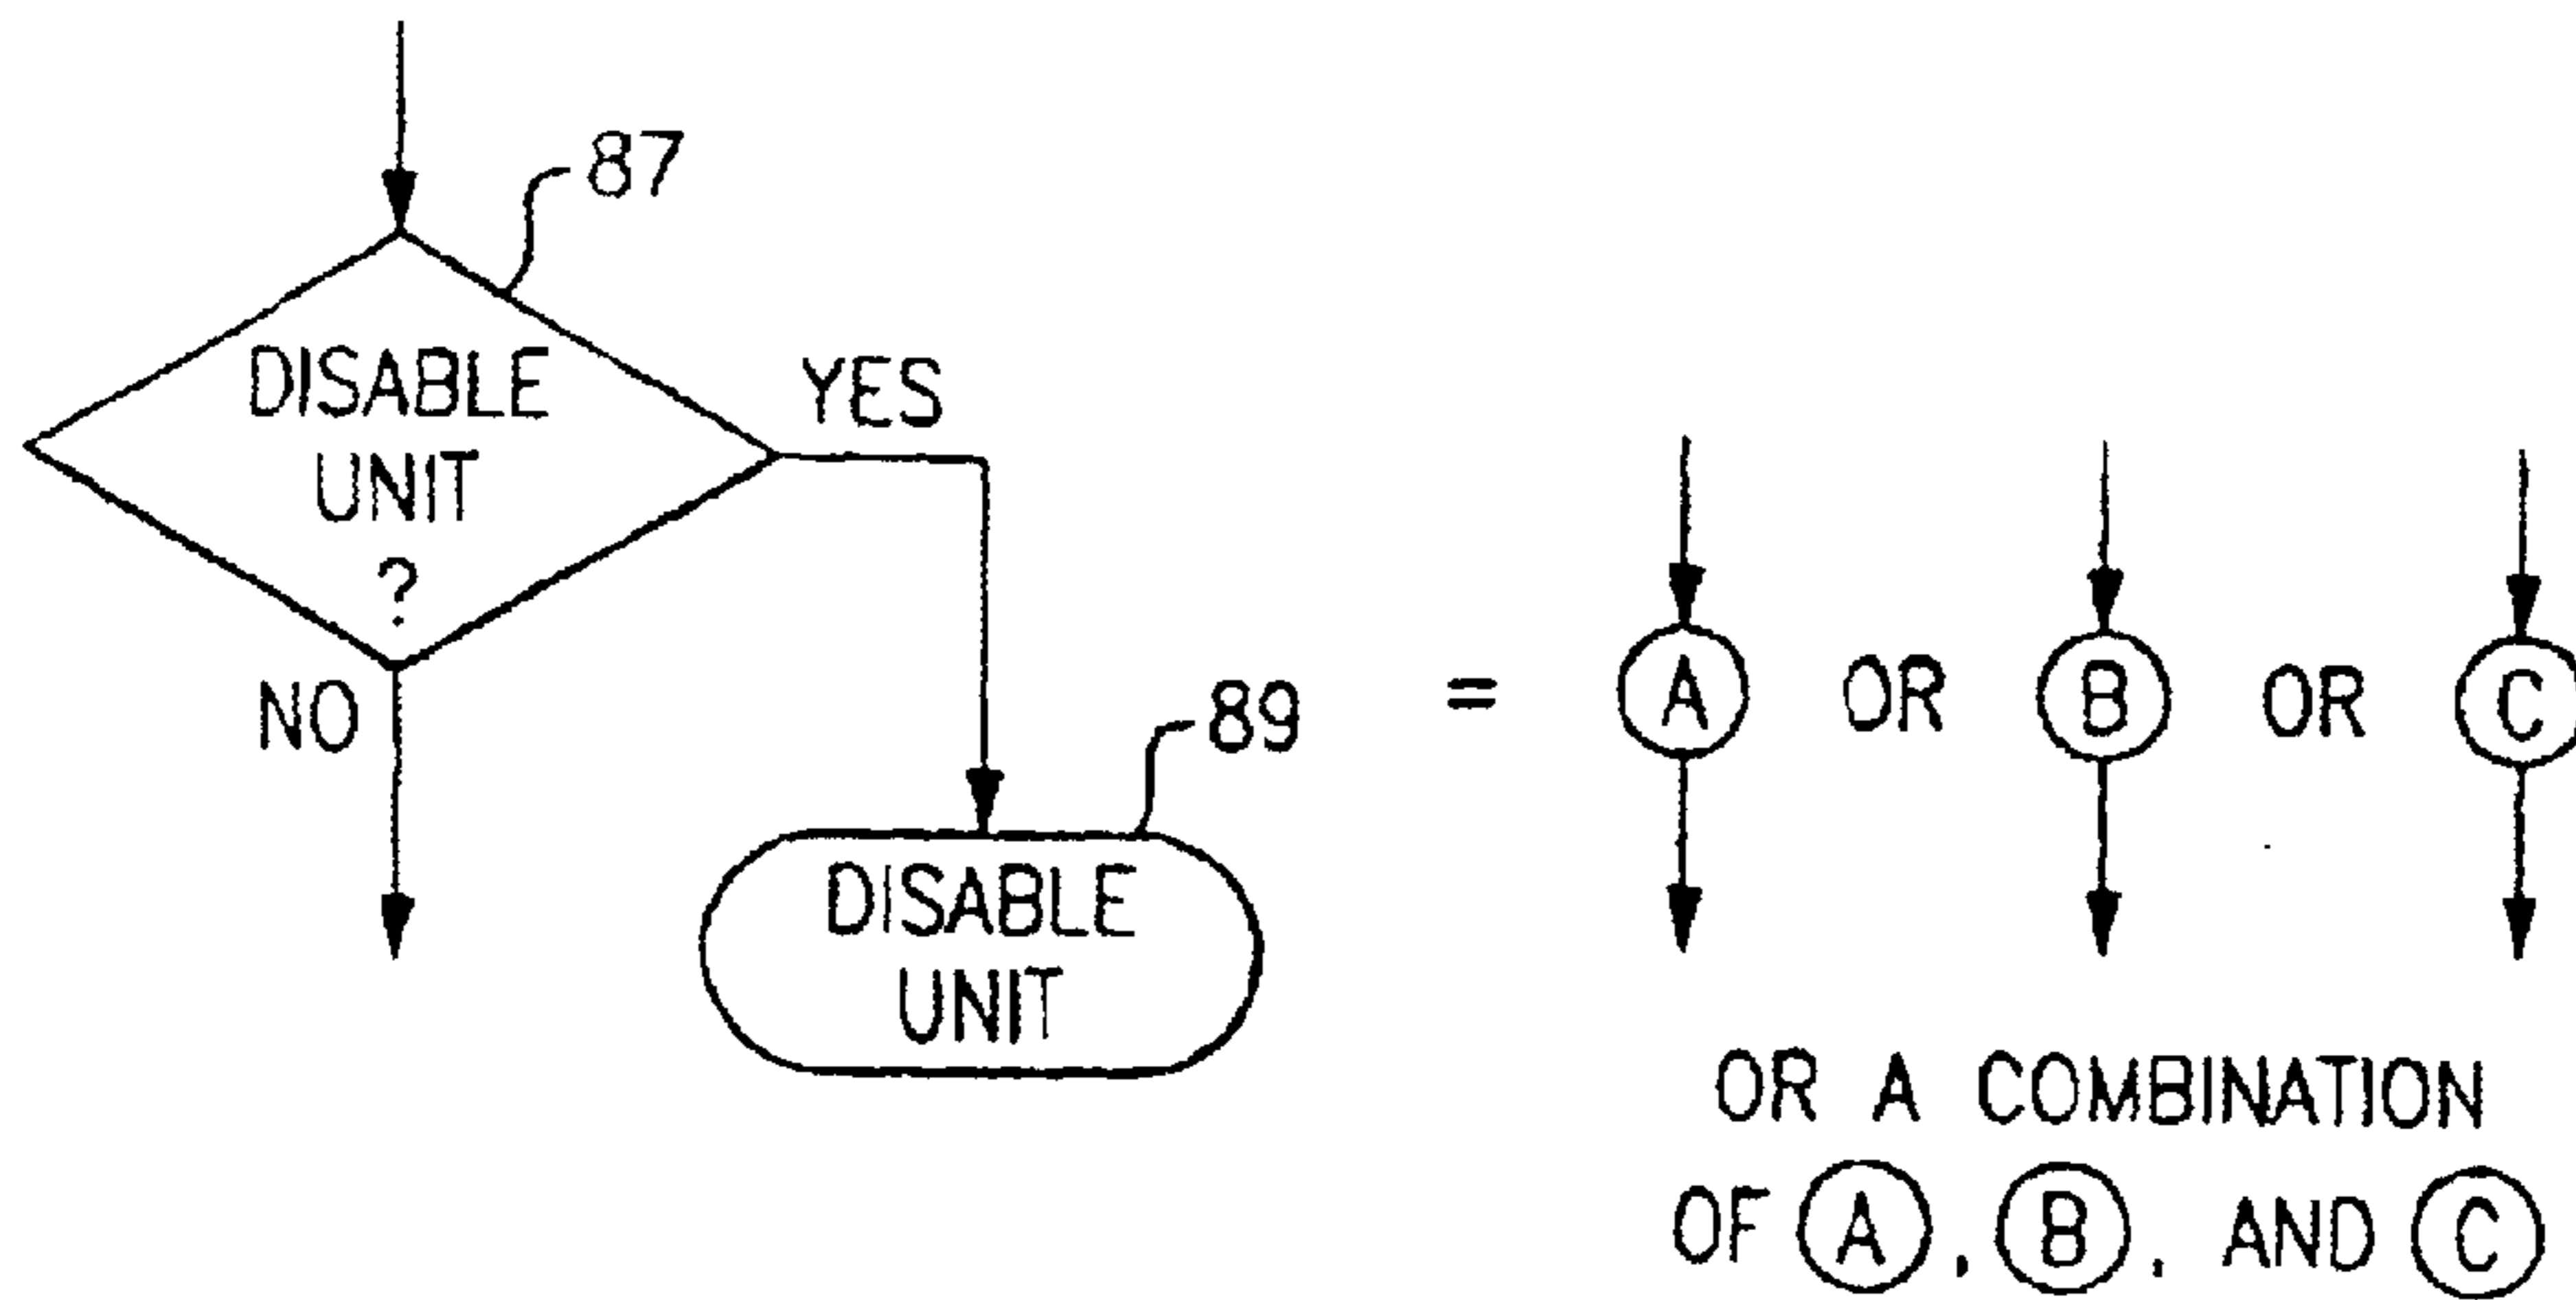 87
DISABLE
UNIT
?
YES
NO
89
DISABLE
UNIT
= A OR B OR C
OR A COMBINATION
OF A, B, AND C